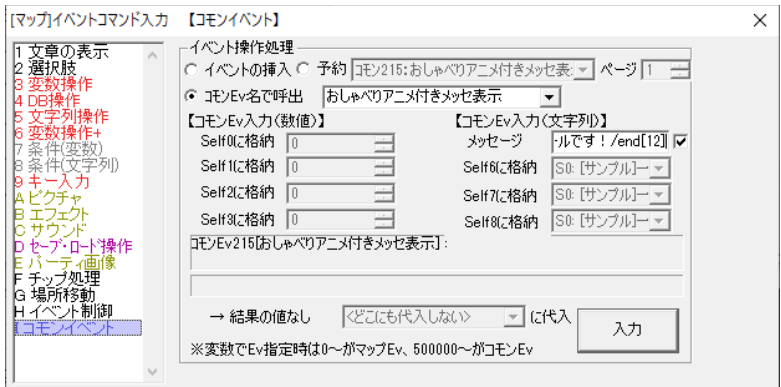 [マップ]イベントコマンド入力 【コモンイベント】
1 文章の表示
2 選択肢
3 変数操作
4 DB操作
5 文字列操作
6 変数操作+
7 条件(変数)
8 条件(文字列)
9 キー入力
A ピクチャ
B エフェクト
C サウンド
D セーブ・ロード操作
E パーティ画像
F チップ処理
G 場所移動
H イベント制御
I コモンイベント
イベント操作処理
イベントの挿入 予約 コモン215:おしゃべりアニメ付きメッセ表: ページ 1
コモンEv名で呼出 おしゃべりアニメ付きメッセ表示
【コモンEv入力(数値)】 【コモンEv入力(文字列)】
Self0に格納 0 メッセージ ールです!/end[12]
Self1に格納 0 Self6に格納 S0: [サンプル]ー
Self2に格納 0 Self7に格納 S0: [サンプル]ー
Self3に格納 0 Self8に格納 S0: [サンプル]ー
コモンEv215[おしゃべりアニメ付きメッセ表示] :
→ 結果の値なし <どこにも代入しない> に代入
入力
※変数でEv指定時は0~がマップEv、500000~がコモンEv